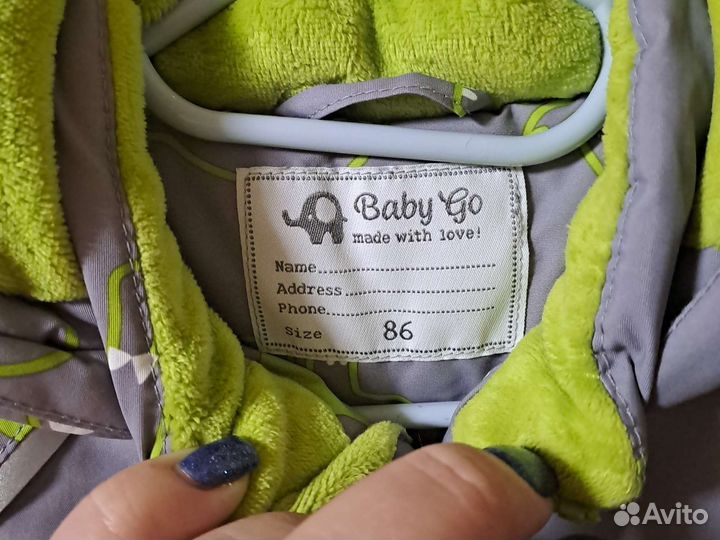 Baby Go
made with love!
Name
Address
Phone
Size 86
Avito